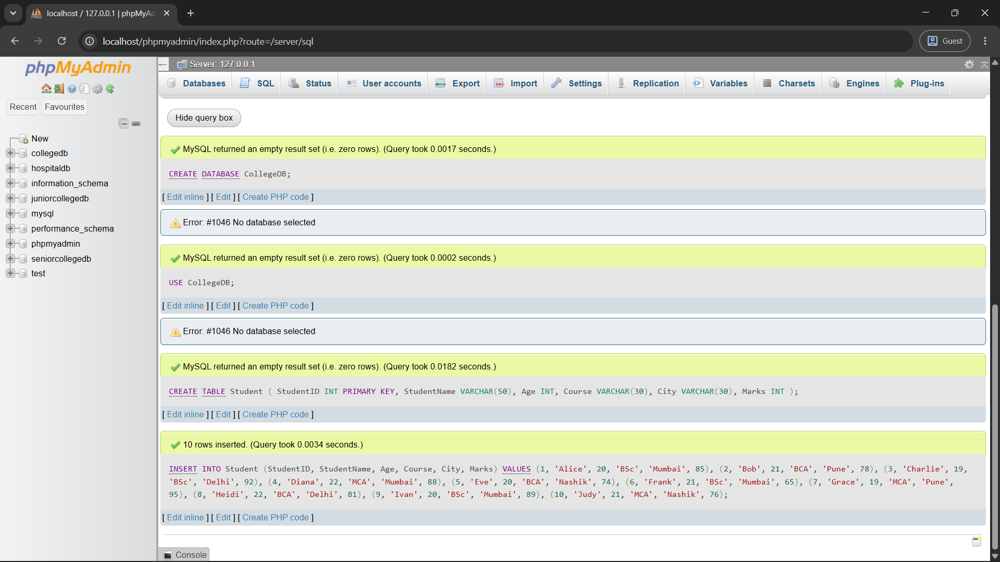 localhost / 127.0.0.1 | phpMyAd
localhost/phpmyadmin/index.php?route=/server/sql
Guest
phpMyAdmin
Recent
Favourites
New
collegedb
hospitaldb
information_schema
juniorcollegedb
mysql
performance_schema
phpmyadmin
seniorcollegedb
test
Server: 127.0.0.1
Databases SQL Status User accounts Export Import Settings Replication Variables Charsets Engines Plug-ins
Hide query box
MySQL returned an empty result set (i.e. zero rows). (Query took 0.0017 seconds.)
CREATE DATABASE CollegeDB;
[ Edit inline ] [ Edit ] [ Create PHP code ]
Error: #1046 No database selected
MySQL returned an empty result set (i.e. zero rows). (Query took 0.0002 seconds.)
USE CollegeDB;
[ Edit inline ] [ Edit ] [ Create PHP code ]
Error: #1046 No database selected
MySQL returned an empty result set (i.e. zero rows). (Query took 0.0182 seconds.)
CREATE TABLE Student ( StudentID INT PRIMARY KEY, StudentName VARCHAR(50), Age INT, Course VARCHAR(30), City VARCHAR(30), Marks INT );
[ Edit inline ] [ Edit ] [ Create PHP code ]
10 rows inserted. (Query took 0.0034 seconds.)
INSERT INTO Student (StudentID, StudentName, Age, Course, City, Marks) VALUES (1, 'Alice', 20, 'BSc', 'Mumbai', 85), (2, 'Bob', 21, 'BCA', 'Pune', 78), (3, 'Charlie', 19,
'BSc', 'Delhi', 92), (4, 'Diana', 22, 'MCA', 'Mumbai', 88), (5, 'Eve', 20, 'BCA', 'Nashik', 74), (6, 'Frank', 21, 'BSc', 'Mumbai', 65), (7, 'Grace', 19, 'MCA', 'Pune',
95), (8, 'Heidi', 22, 'BCA', 'Delhi', 81), (9, 'Ivan', 20, 'BSc', 'Mumbai', 89), (10, 'Judy', 21, 'MCA', 'Nashik', 76);
[ Edit inline ] [ Edit ] [ Create PHP code ]
Console